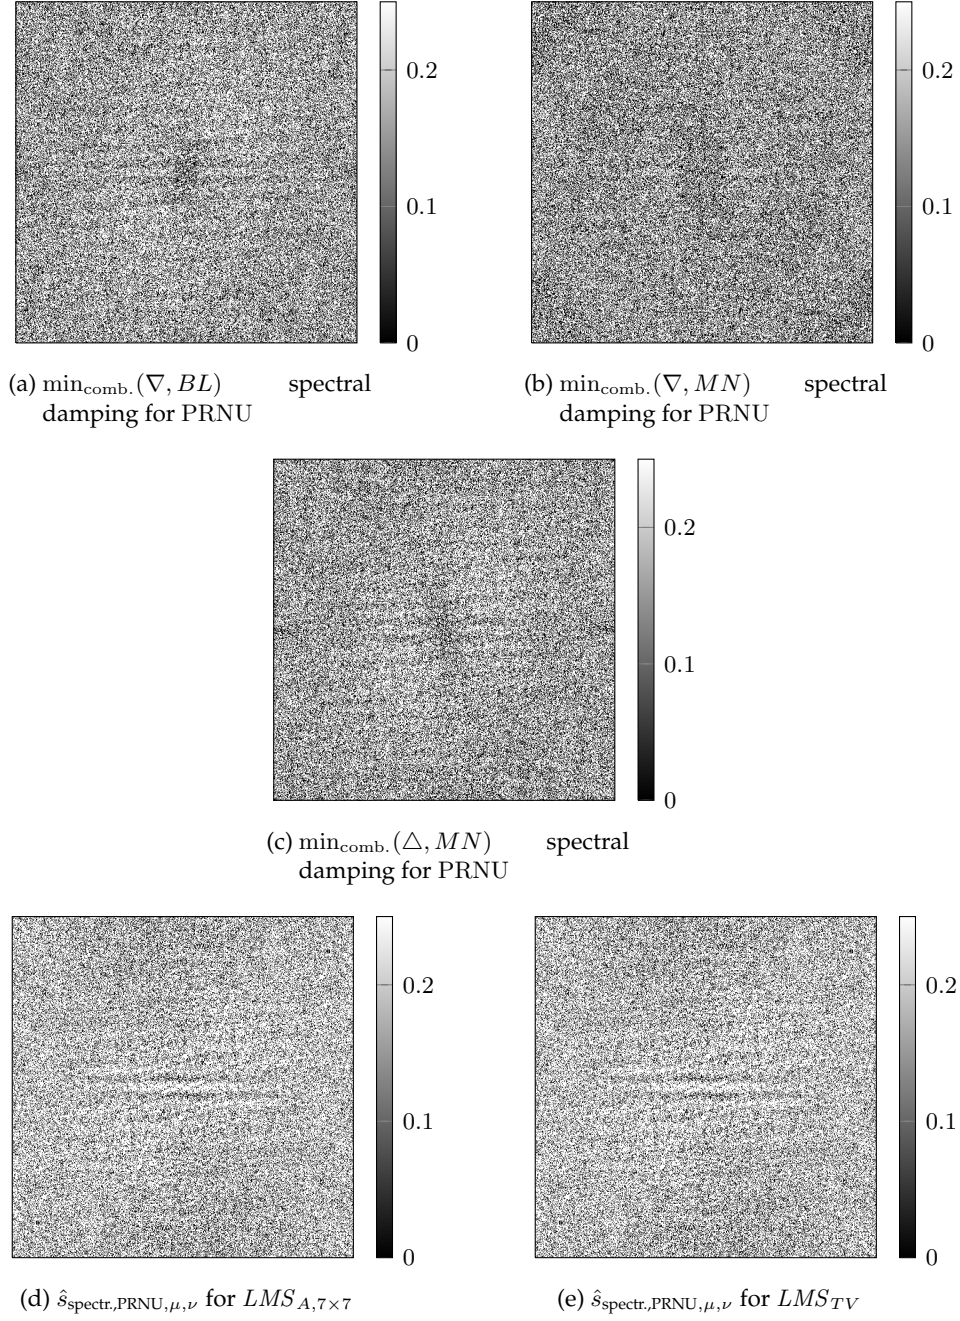 0.2
0.1
0
0.2
0.1
0
(a) min_comb.(∇, BL) spectral
damping for PRNU
(b) min_comb.(∇, MN) spectral
damping for PRNU
0.2
0.1
0
(c) min_comb.(△, MN) spectral
damping for PRNU
0.2
0.1
0
0.2
0.1
0
(d) ŝ_spectr.,PRNU,μ,ν for LMS_A,7×7
(e) ŝ_spectr.,PRNU,μ,ν for LMS_TV